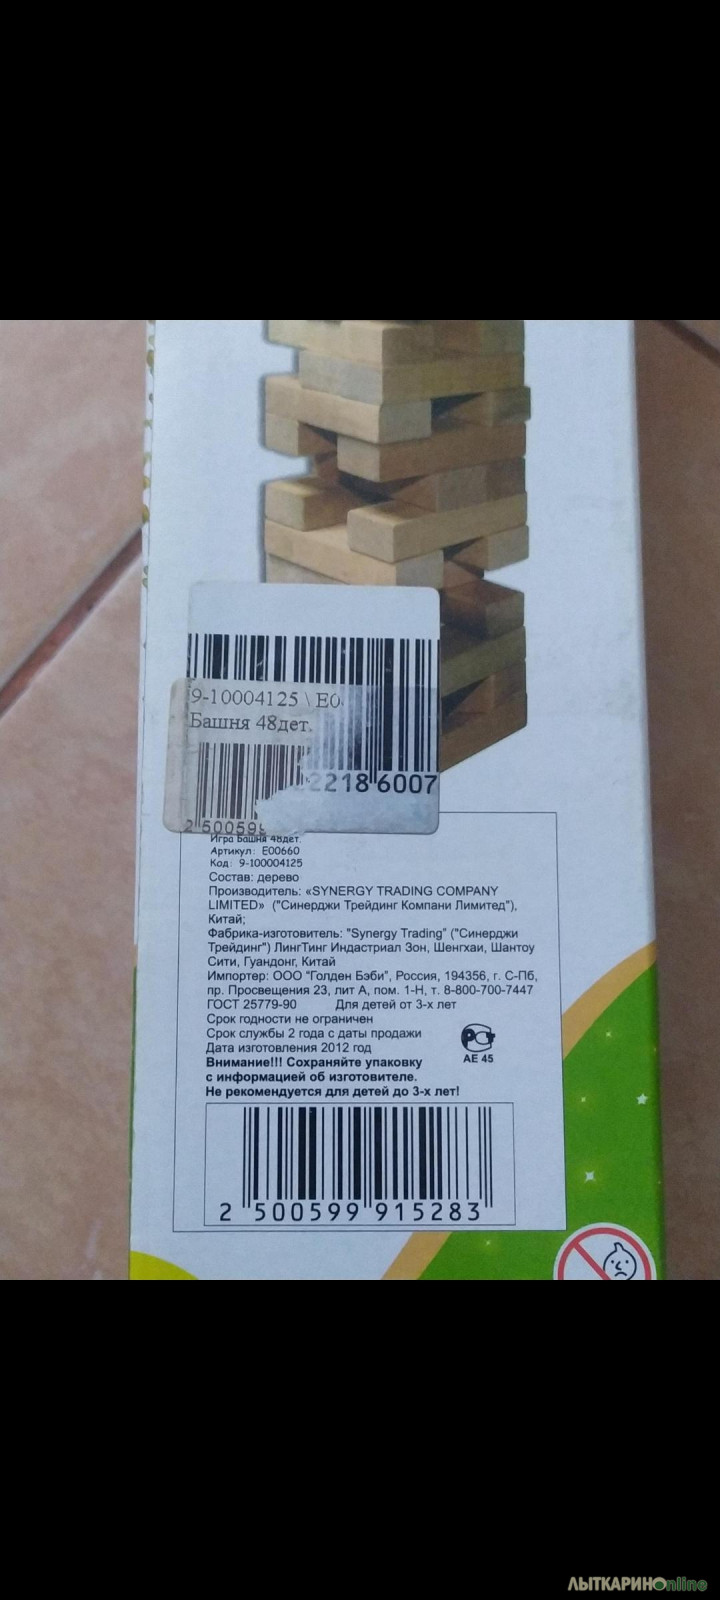 9-10004125 \ E0
Башня 48дет.
22186007
2 500599
Игра Башня 48дет.
Артикул: E00660
Код: 9-100004125
Состав: дерево
Производитель: «SYNERGY TRADING COMPANY
LIMITED» ("Синерджи Трейдинг Компани Лимитед"),
Китай;
Фабрика-изготовитель: "Synergy Trading" ("Синерджи
Трейдинг") ЛингТинг Индастриал Зон, Шенгхаи, Шантоу
Сити, Гуандонг, Китай
Импортер: ООО "Голден Бэби", Россия, 194356, г. С-Пб,
пр. Просвещения 23, лит А, пом. 1-Н, т. 8-800-700-7447
ГОСТ 25779-90 Для детей от 3-х лет
Срок годности не ограничен
Срок службы 2 года с даты продажи
Дата изготовления 2012 год
Внимание!!! Сохраняйте упаковку
с информацией об изготовителе.
Не рекомендуется для детей до 3-х лет!
РСТ
АЕ 45
2 500599 915283
ЛЫТКАРИНОonline